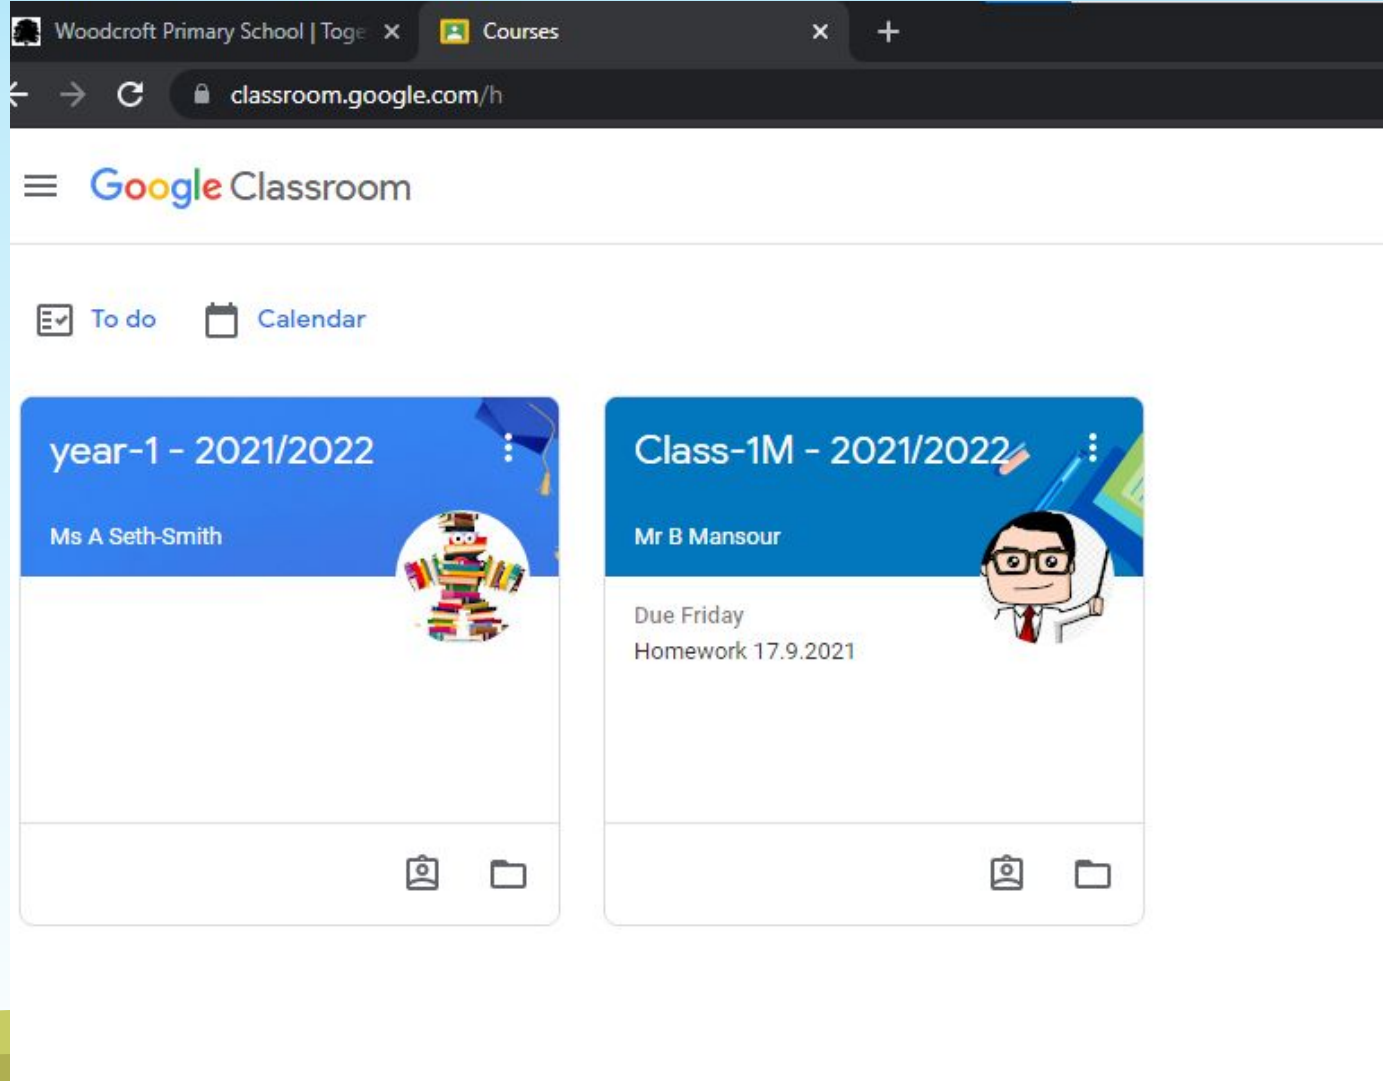 Woodcroft Primary School | Toge
Courses
classroom.google.com/h
Google Classroom
To do
Calendar
year-1 - 2021/2022
Ms A Seth-Smith
Class-1M - 2021/2022
Mr B Mansour
Due Friday
Homework 17.9.2021